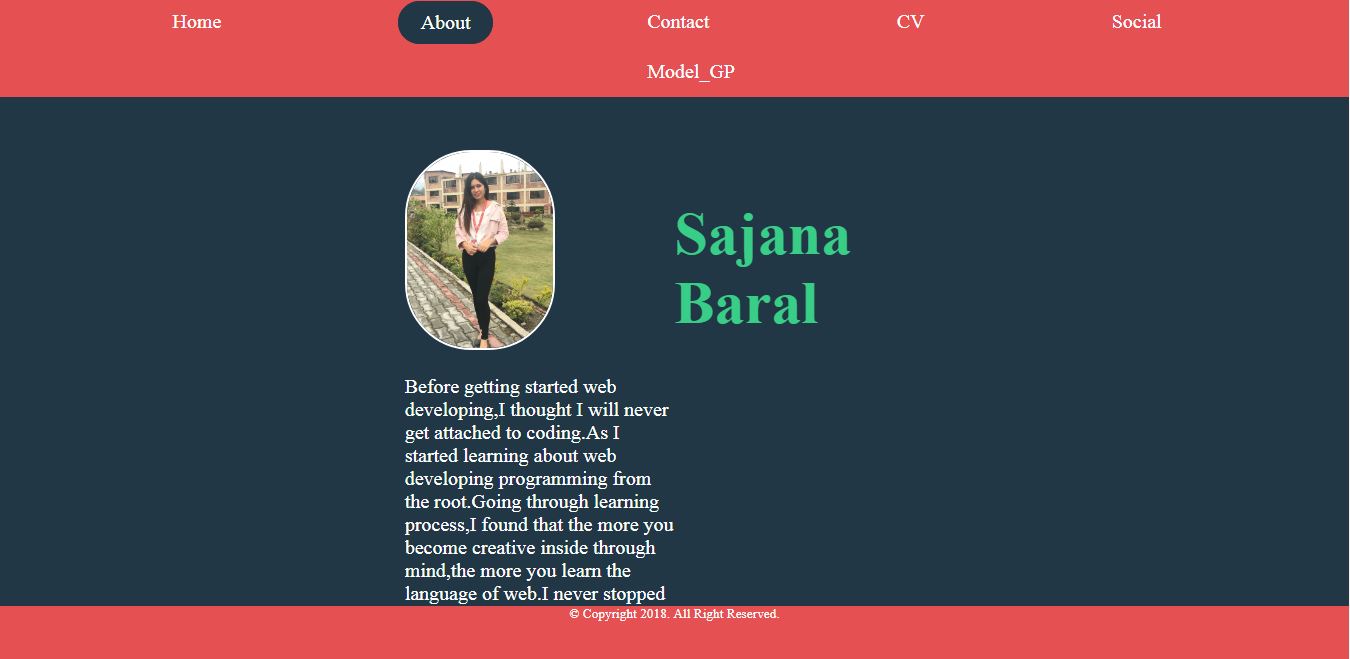 Home About Contact CV Social
Model_GP
Sajana
Baral
Before getting started web
developing,I thought I will never
get attached to coding.As I
started learning about web
developing programming from
the root.Going through learning
process,I found that the more you
become creative inside through
mind,the more you learn the
language of web.I never stopped
© Copyright 2018. All Right Reserved.